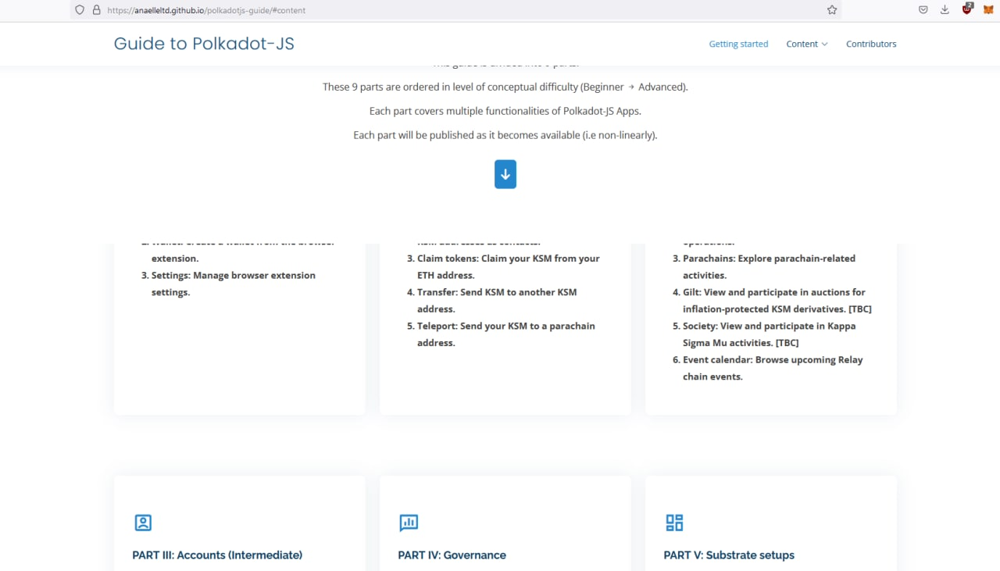 https://anaelleltd.github.io/polkadotjs-guide/#content
2
Guide to Polkadot-JS
Getting started
Content
Contributors
These 9 parts are ordered in level of conceptual difficulty (Beginner → Advanced).
Each part covers multiple functionalities of Polkadot-JS Apps.
Each part will be published as it becomes available (i.e non-linearly).
extension.
3. Settings: Manage browser extension
settings.
3. Claim tokens: Claim your KSM from your
ETH address.
4. Transfer: Send KSM to another KSM
address.
5. Teleport: Send your KSM to a parachain
address.
3. Parachains: Explore parachain-related
activities.
4. Gilt: View and participate in auctions for
inflation-protected KSM derivatives. [TBC]
5. Society: View and participate in Kappa
Sigma Mu activities. [TBC]
6. Event calendar: Browse upcoming Relay
chain events.
PART III: Accounts (Intermediate)
PART IV: Governance
PART V: Substrate setups